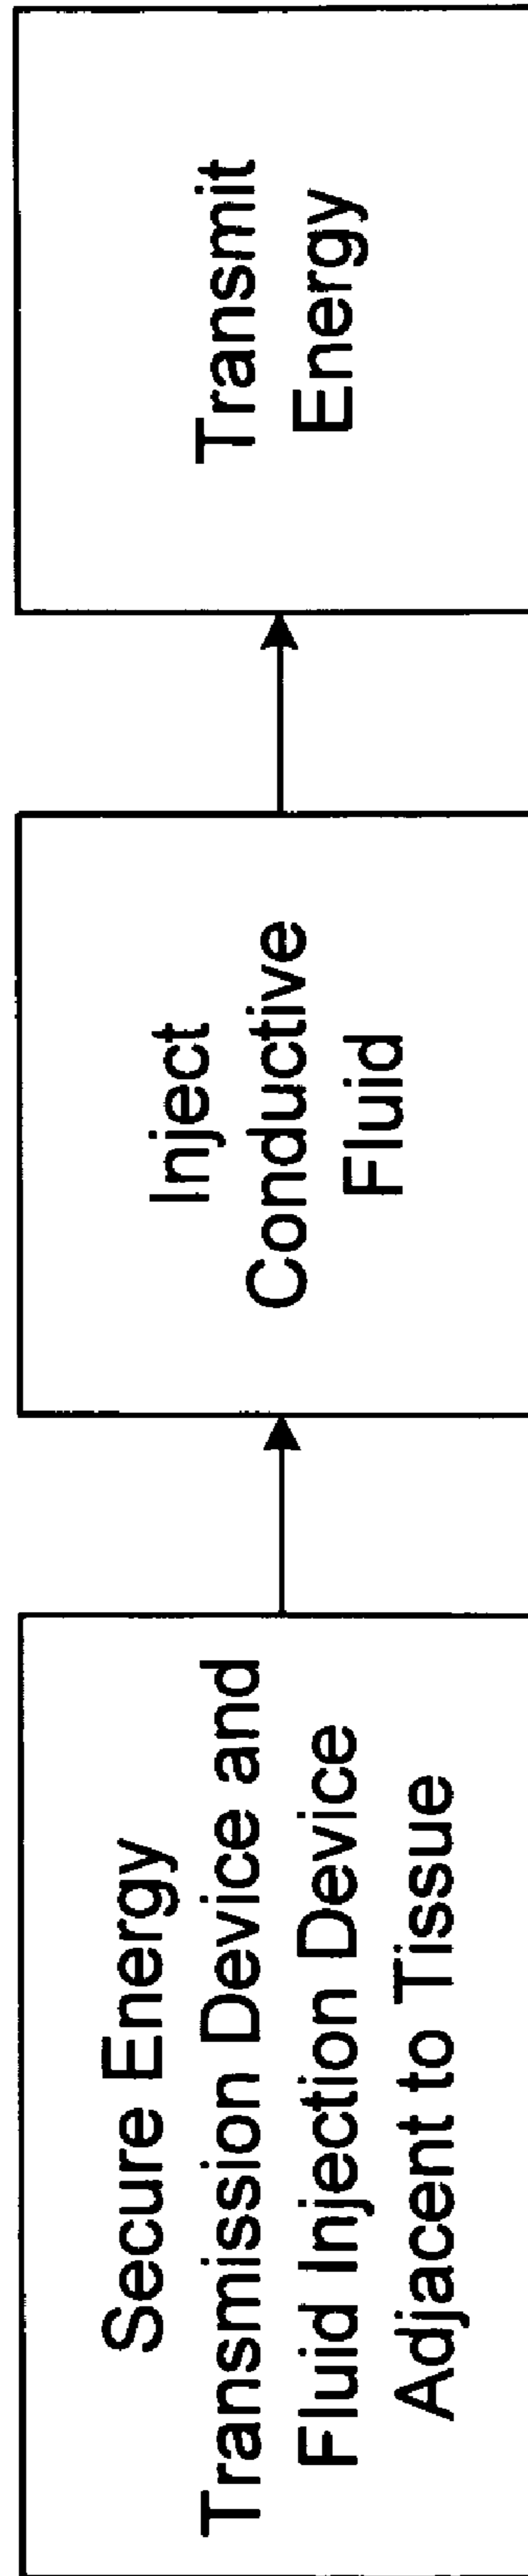 Secure Energy
Transmission Device and
Fluid Injection Device
Adjacent to Tissue
Inject
Conductive
Fluid
Transmit
Energy